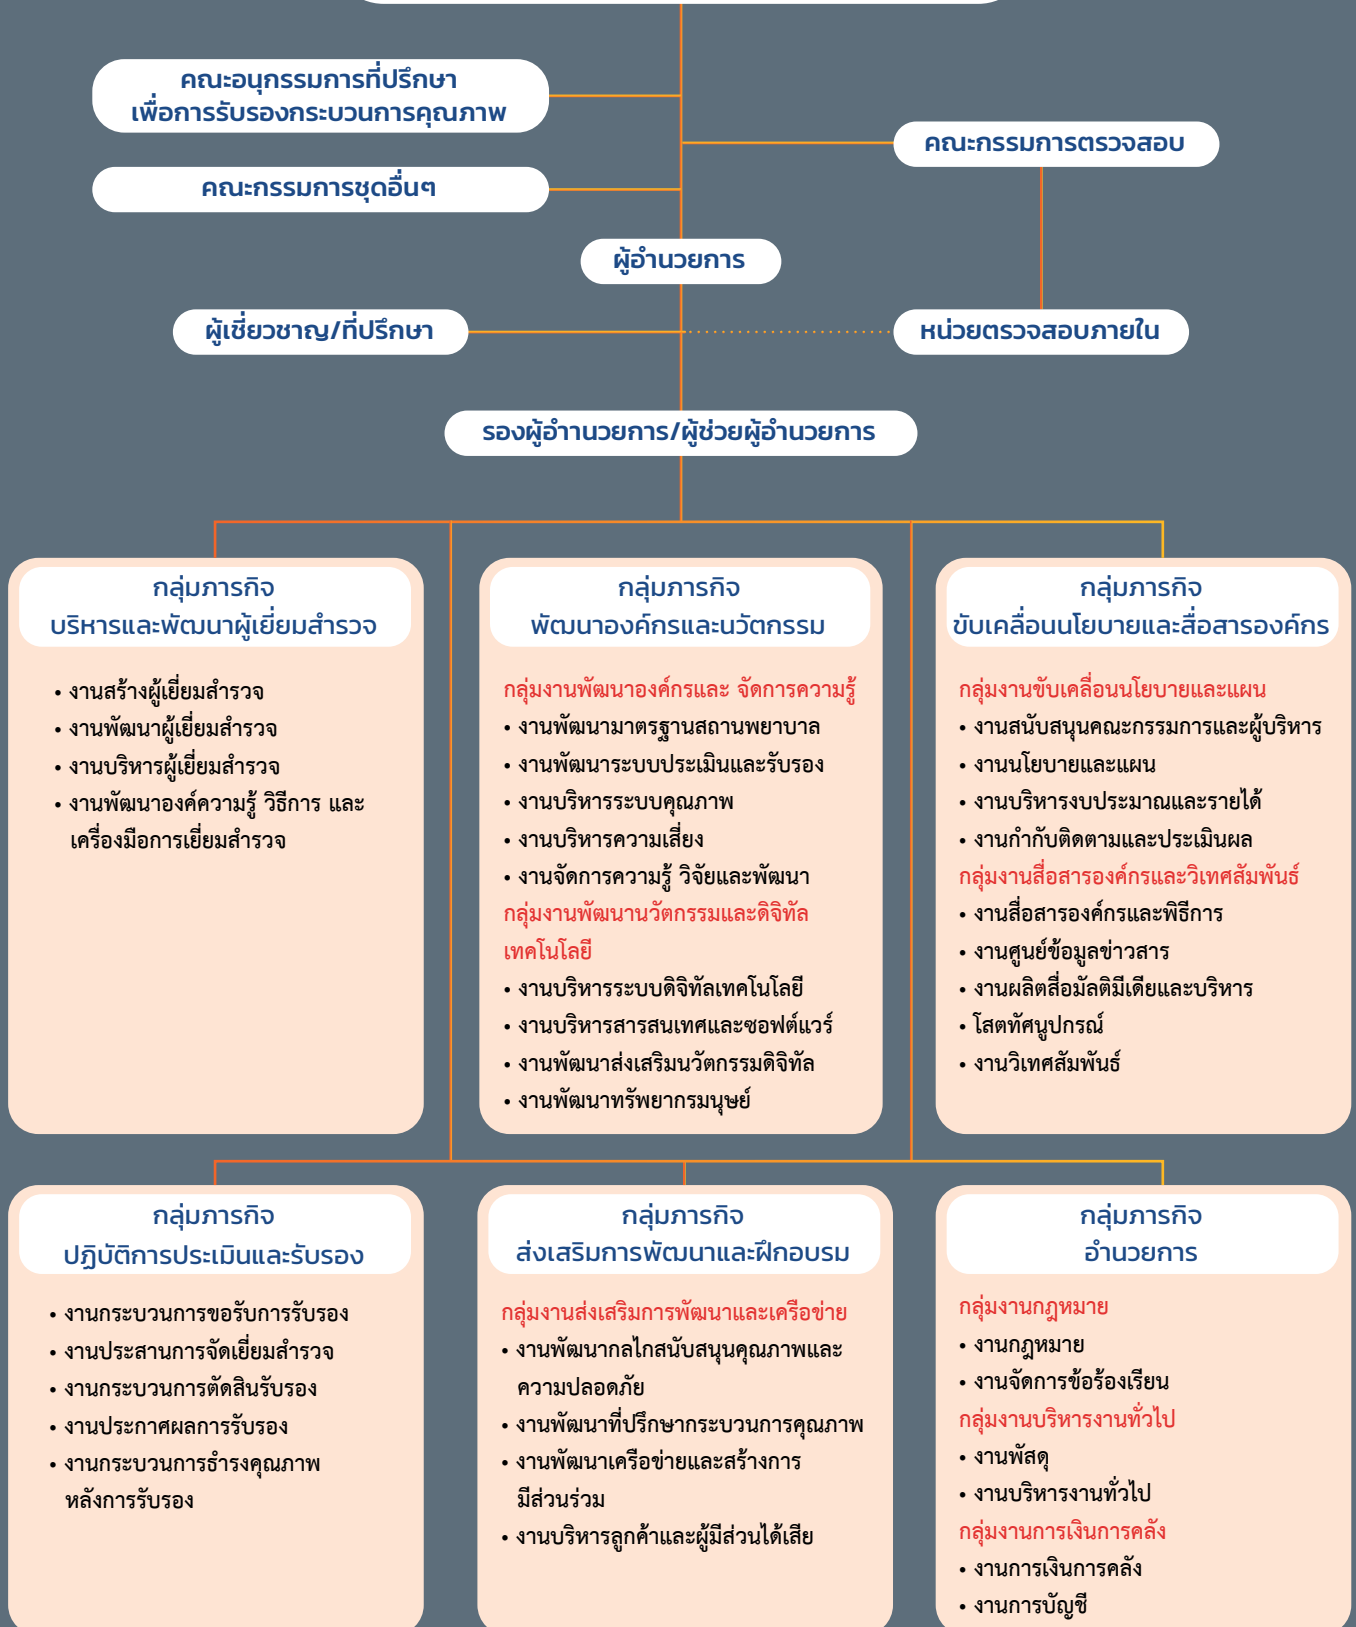 คณะอนุกรรมการที่ปรึกษา
เพื่อการรับรองกระบวนการคุณภาพ
คณะกรรมการตรวจสอบ
คณะกรรมการชุดอื่นๆ
ผู้อำนวยการ
ผู้เชี่ยวชาญ/ที่ปรึกษา
หน่วยตรวจสอบภายใน
รองผู้อำานวยการ/ผู้ช่วยผู้อำนวยการ
กลุ่มภารกิจ
บริหารและพัฒนาผู้เยี่ยมสำรวจ
• งานสร้างผู้เยี่ยมสำรวจ
• งานพัฒนาผู้เยี่ยมสำรวจ
• งานบริหารผู้เยี่ยมสำรวจ
• งานพัฒนาองค์ความรู้ วิธีการ และ
เครื่องมือการเยี่ยมสำรวจ
กลุ่มภารกิจ
พัฒนาองค์กรและนวัตกรรม
กลุ่มงานพัฒนาองค์กรและ จัดการความรู้
• งานพัฒนามาตรฐานสถานพยาบาล
• งานพัฒนาระบบประเมินและรับรอง
• งานบริหารระบบคุณภาพ
• งานบริหารความเสี่ยง
• งานจัดการความรู้ วิจัยและพัฒนา
กลุ่มงานพัฒนานวัตกรรมและดิจิทัล
เทคโนโลยี
• งานบริหารระบบดิจิทัลเทคโนโลยี
• งานบริหารสารสนเทศและซอฟต์แวร์
• งานพัฒนาส่งเสริมนวัตกรรมดิจิทัล
• งานพัฒนาทรัพยากรมนุษย์
กลุ่มภารกิจ
ขับเคลื่อนนโยบายและสื่อสารองค์กร
กลุ่มงานขับเคลื่อนนโยบายและแผน
• งานสนับสนุนคณะกรรมการและผู้บริหาร
• งานนโยบายและแผน
• งานบริหารงบประมาณและรายได้
• งานกำกับติดตามและประเมินผล
กลุ่มงานสื่อสารองค์กรและวิเทศสัมพันธ์
• งานสื่อสารองค์กรและพิธีการ
• งานศูนย์ข้อมูลข่าวสาร
• งานผลิตสื่อมัลติมีเดียและบริหาร
• โสตทัศนูปกรณ์
• งานวิเทศสัมพันธ์
กลุ่มภารกิจ
ปฏิบัติการประเมินและรับรอง
• งานกระบวนการขอรับการรับรอง
• งานประสานการจัดเยี่ยมสำรวจ
• งานกระบวนการตัดสินรับรอง
• งานประกาศผลการรับรอง
• งานกระบวนการธำรงคุณภาพ
หลังการรับรอง
กลุ่มภารกิจ
ส่งเสริมการพัฒนาและฝึกอบรม
กลุ่มงานส่งเสริมการพัฒนาและเครือข่าย
• งานพัฒนากลไกสนับสนุนคุณภาพและ
ความปลอดภัย
• งานพัฒนาที่ปรึกษากระบวนการคุณภาพ
• งานพัฒนาเครือข่ายและสร้างการ
มีส่วนร่วม
• งานบริหารลูกค้าและผู้มีส่วนได้เสีย
กลุ่มภารกิจ
อำนวยการ
กลุ่มงานกฎหมาย
• งานกฎหมาย
• งานจัดการข้อร้องเรียน
กลุ่มงานบริหารงานทั่วไป
• งานพัสดุ
• งานบริหารงานทั่วไป
กลุ่มงานการเงินการคลัง
• งานการเงินการคลัง
• งานการบัญชี